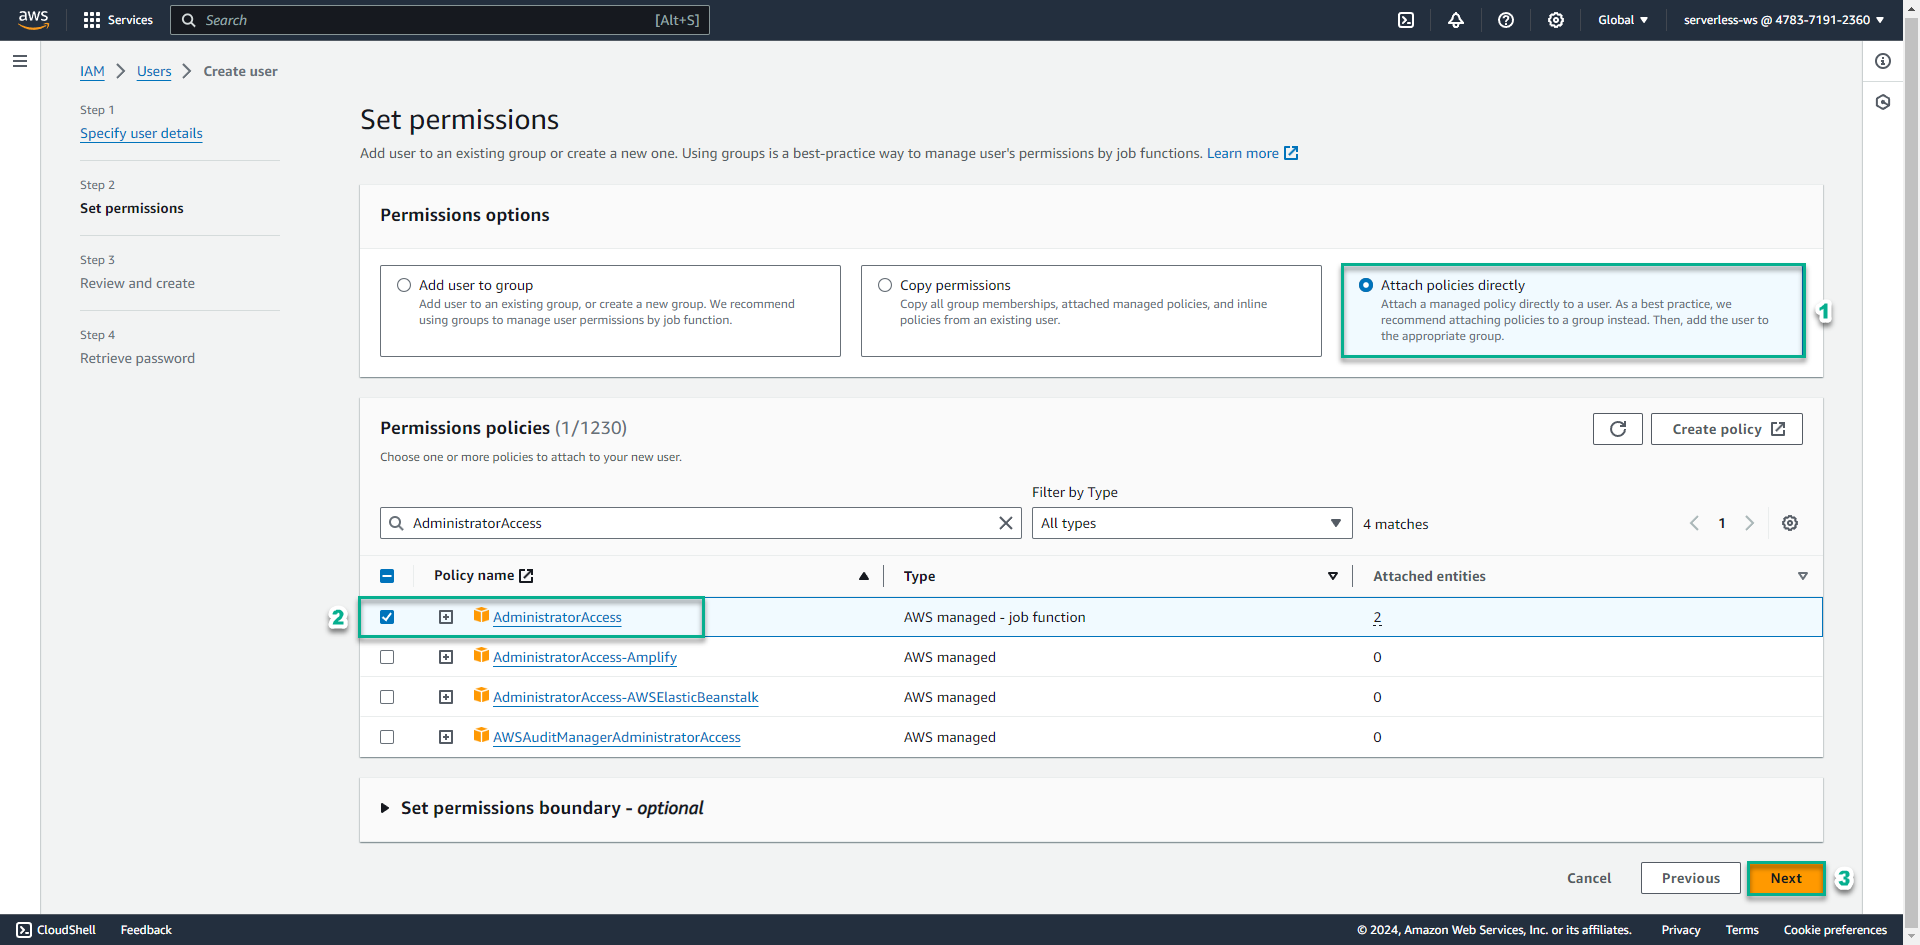 aws
Services
Search
[Alt+S]
Global
serverless-ws @ 4783-7191-2360
IAM
Users
Create user
Step 1
Specify user details
Step 2
Set permissions
Step 3
Review and create
Step 4
Retrieve password
Set permissions
Add user to an existing group or create a new one. Using groups is a best-practice way to manage user's permissions by job functions. Learn more
Permissions options
Add user to group
Add user to an existing group, or create a new group. We recommend
using groups to manage user permissions by job function.
Copy permissions
Copy all group memberships, attached managed policies, and inline
policies from an existing user.
Attach policies directly
Attach a managed policy directly to a user. As a best practice, we
recommend attaching policies to a group instead. Then, add the user to
the appropriate group.
1
Permissions policies (1/1230)
Choose one or more policies to attach to your new user.
Create policy
Filter by Type
AdministratorAccess
All types
4 matches
1
Policy name
Type
Attached entities
2
AdministratorAccess
AWS managed - job function
2
AdministratorAccess-Amplify
AWS managed
0
AdministratorAccess-AWSElasticBeanstalk
AWS managed
0
AWSAuditManagerAdministratorAccess
AWS managed
0
Set permissions boundary - optional
Cancel
Previous
Next
3
CloudShell
Feedback
© 2024, Amazon Web Services, Inc. or its affiliates.
Privacy
Terms
Cookie preferences